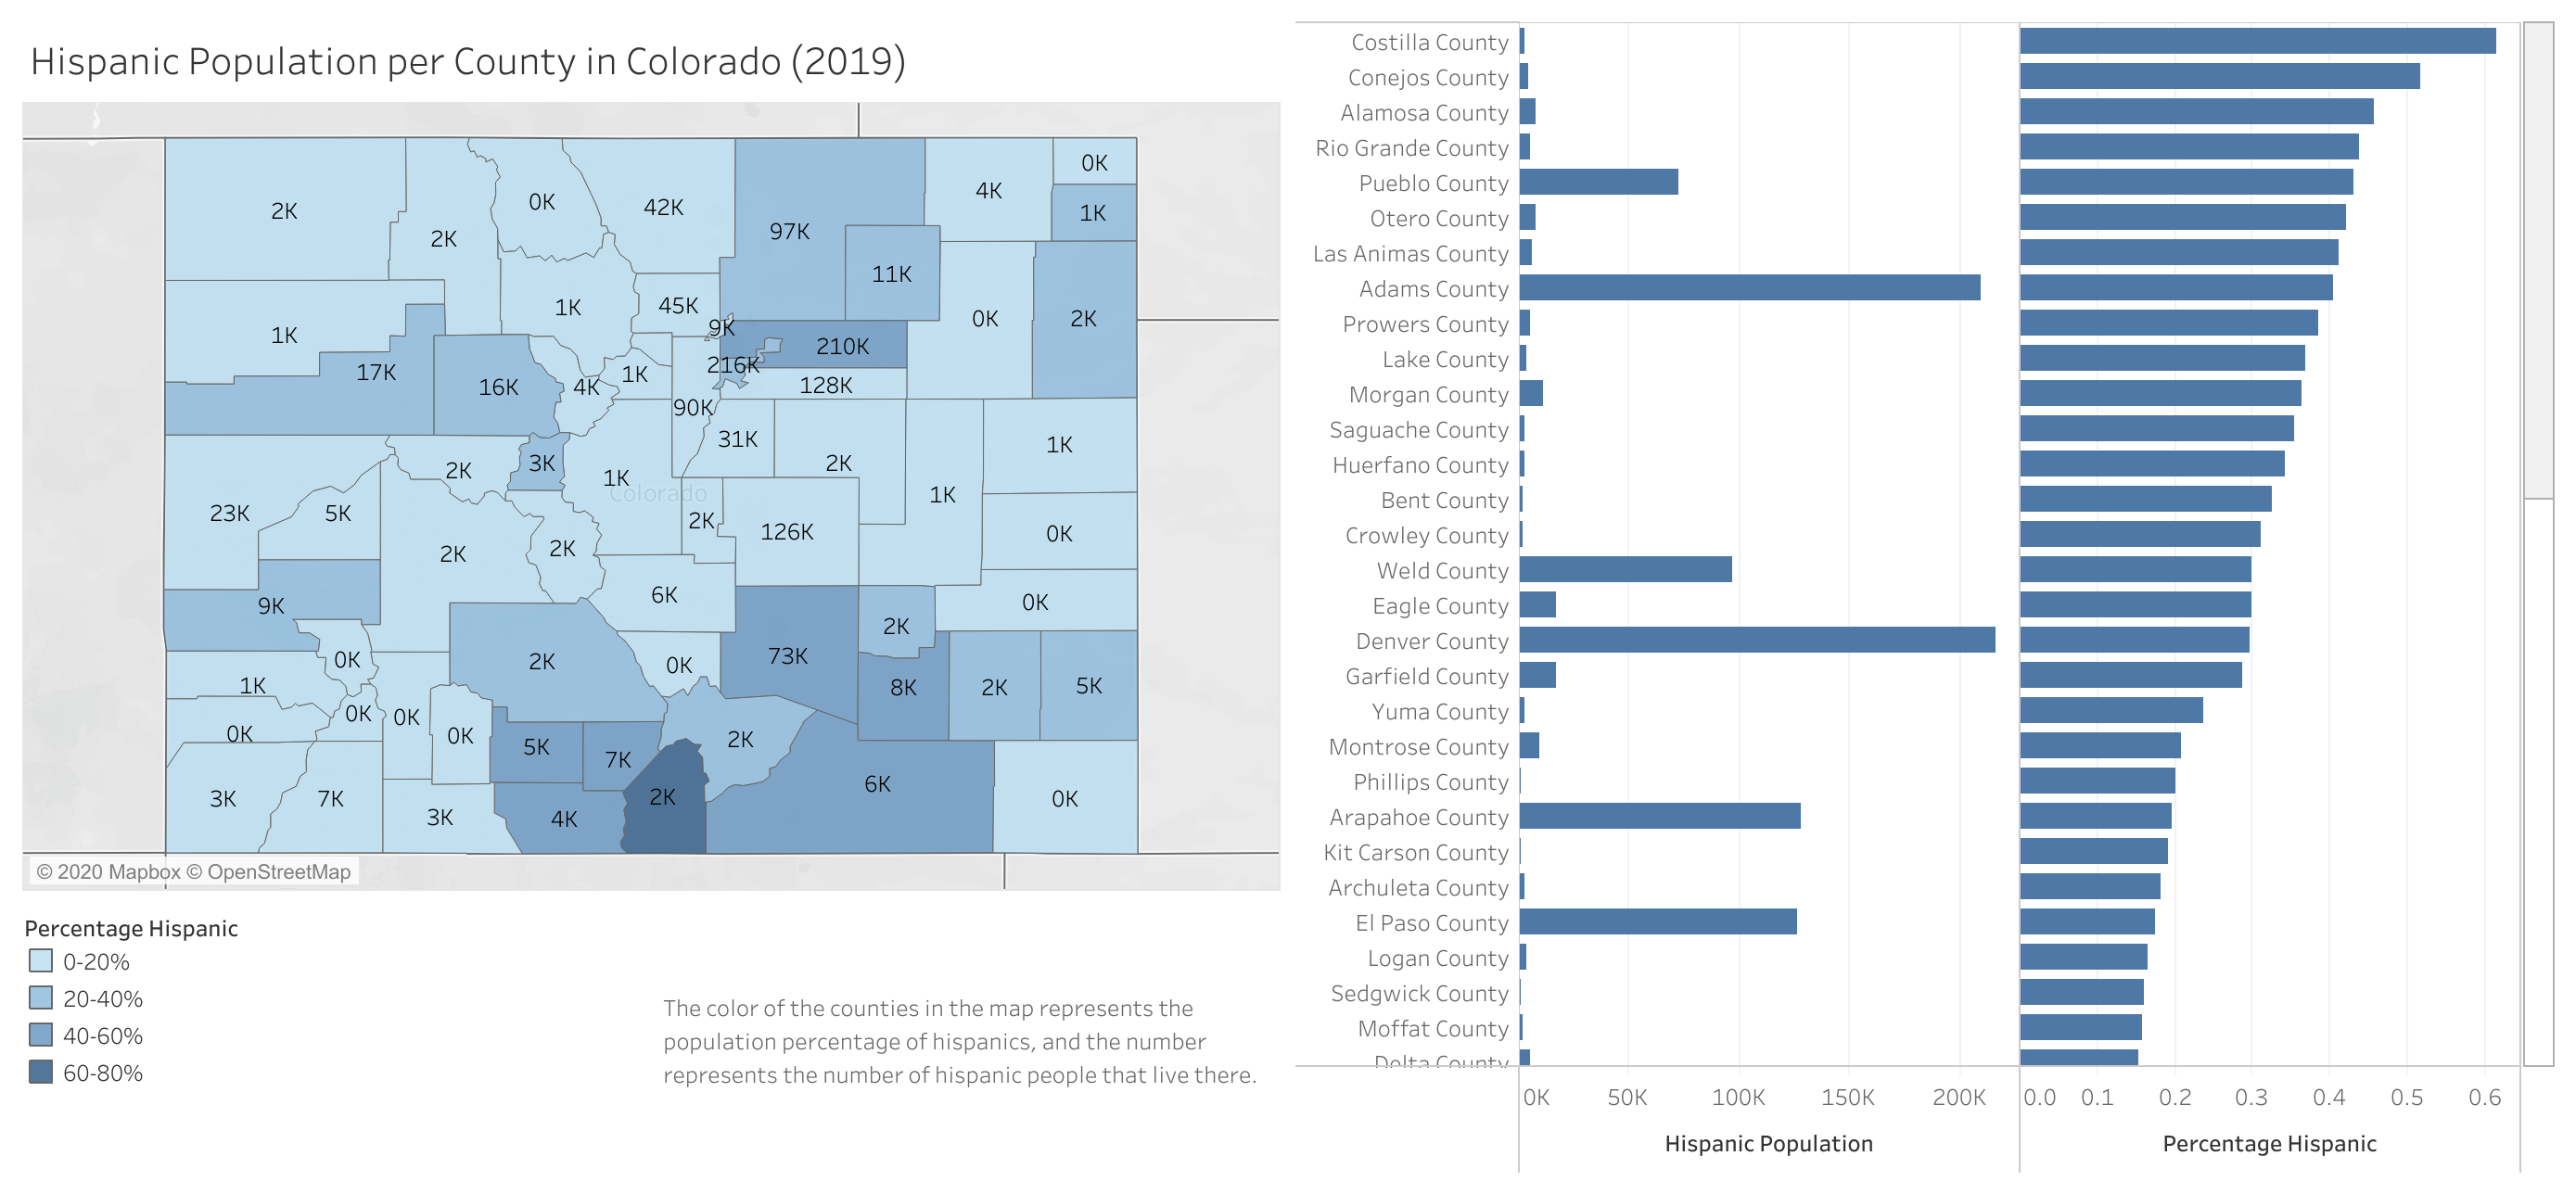 Hispanic Population per County in Colorado (2019)
0K
2K
0K
42K
4K
1K
2K
97K
11K
1K
45K
0K
2K
1K
9K
210K
17K
16K
4K
1K
216K
128K
90K
31K
2K
1K
2K
3K
1K
Colorado
1K
23K
5K
2K
126K
0K
2K
2K
9K
6K
0K
2K
0K
2K
0K
73K
1K
8K
2K
5K
0K
0K
0K
0K
5K
7K
2K
3K
7K
3K
4K
2K
6K
0K
© 2020 Mapbox © OpenStreetMap
Percentage Hispanic
0-20%
20-40%
40-60%
60-80%
The color of the counties in the map represents the
population percentage of hispanics, and the number
represents the number of hispanic people that live there.
Costilla County
Conejos County
Alamosa County
Rio Grande County
Pueblo County
Otero County
Las Animas County
Adams County
Prowers County
Lake County
Morgan County
Saguache County
Huerfano County
Bent County
Crowley County
Weld County
Eagle County
Denver County
Garfield County
Yuma County
Montrose County
Phillips County
Arapahoe County
Kit Carson County
Archuleta County
El Paso County
Logan County
Sedgwick County
Moffat County
Delta County
0K 50K 100K 150K 200K
0.0 0.1 0.2 0.3 0.4 0.5 0.6
Hispanic Population
Percentage Hispanic